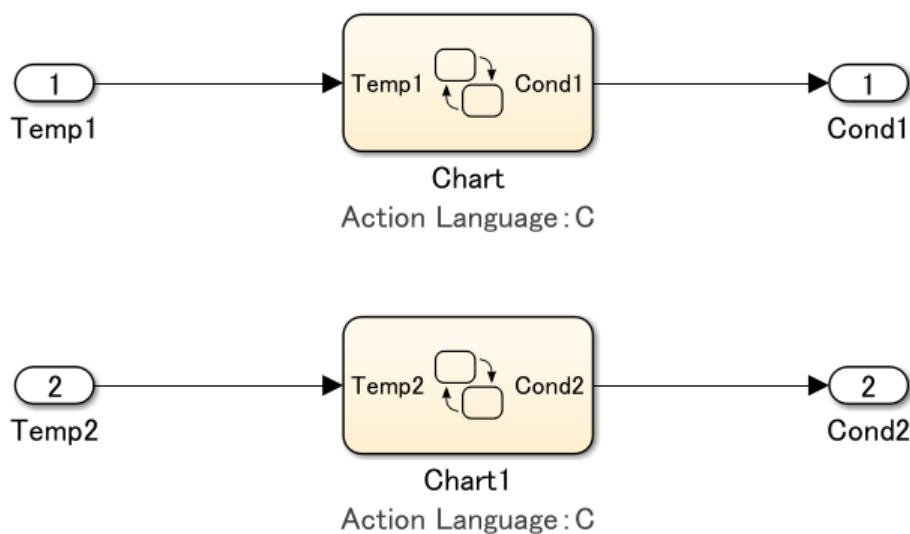 1
Temp1
Temp1 Cond1
1
Cond1
Chart
Action Language : C
2
Temp2
Temp2 Cond2
2
Cond2
Chart1
Action Language : C